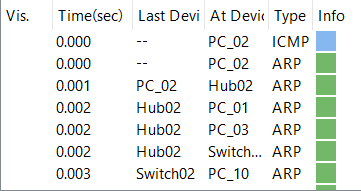 Vis. Time(sec) Last Devi At Devic Type Info
0.000 -- PC_02 ICMP
0.000 -- PC_02 ARP
0.001 PC_02 Hub02 ARP
0.002 Hub02 PC_01 ARP
0.002 Hub02 PC_03 ARP
0.002 Hub02 Switch... ARP
0.003 Switch02 PC_10 ARP